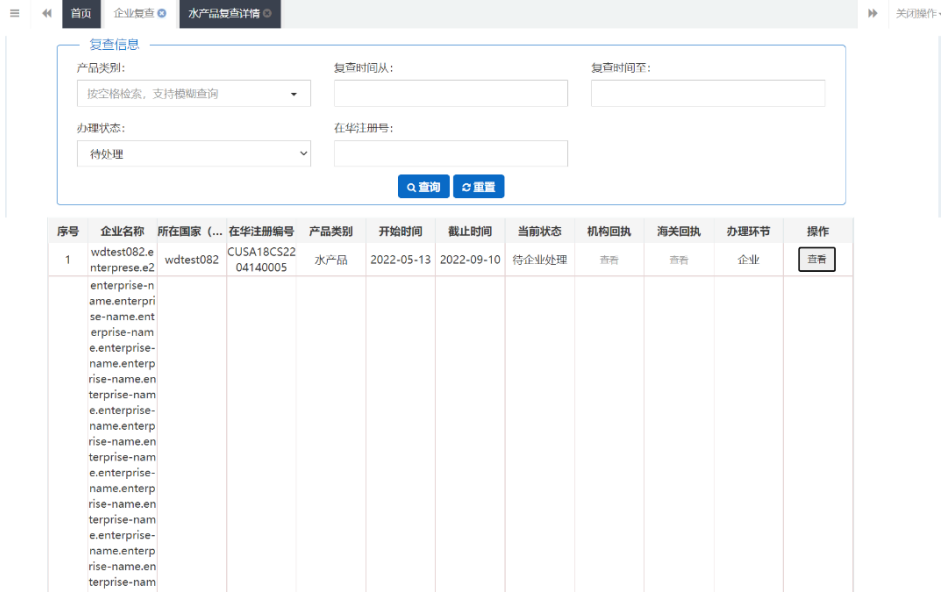 首页 企业复查 水产品复查详情 关闭操作
复查信息
产品类别: 复查时间从: 复查时间至:
按空格检索，支持模糊查询
办理状态: 在华注册号:
待处理
查询 重置
序号 企业名称 所在国家（... 在华注册编号 产品类别 开始时间 截止时间 当前状态 机构回执 海关回执 办理环节 操作
1 wdtest082.e wdtest082 CUSA18CS22 水产品 2022-05-13 2022-09-10 待企业处理 查看 查看 企业 查看
nterprese.e2 04140005
enterprise-n
ame.enterpri
se-name.ent
erprise-nam
e.enterprise-
name.enterp
rise-name.en
terprise-nam
e.enterprise-
name.enterp
rise-name.en
terprise-nam
e.enterprise-
name.enterp
rise-name.en
terprise-nam
e.enterprise-
name.enterp
rise-name.en
terprise-nam